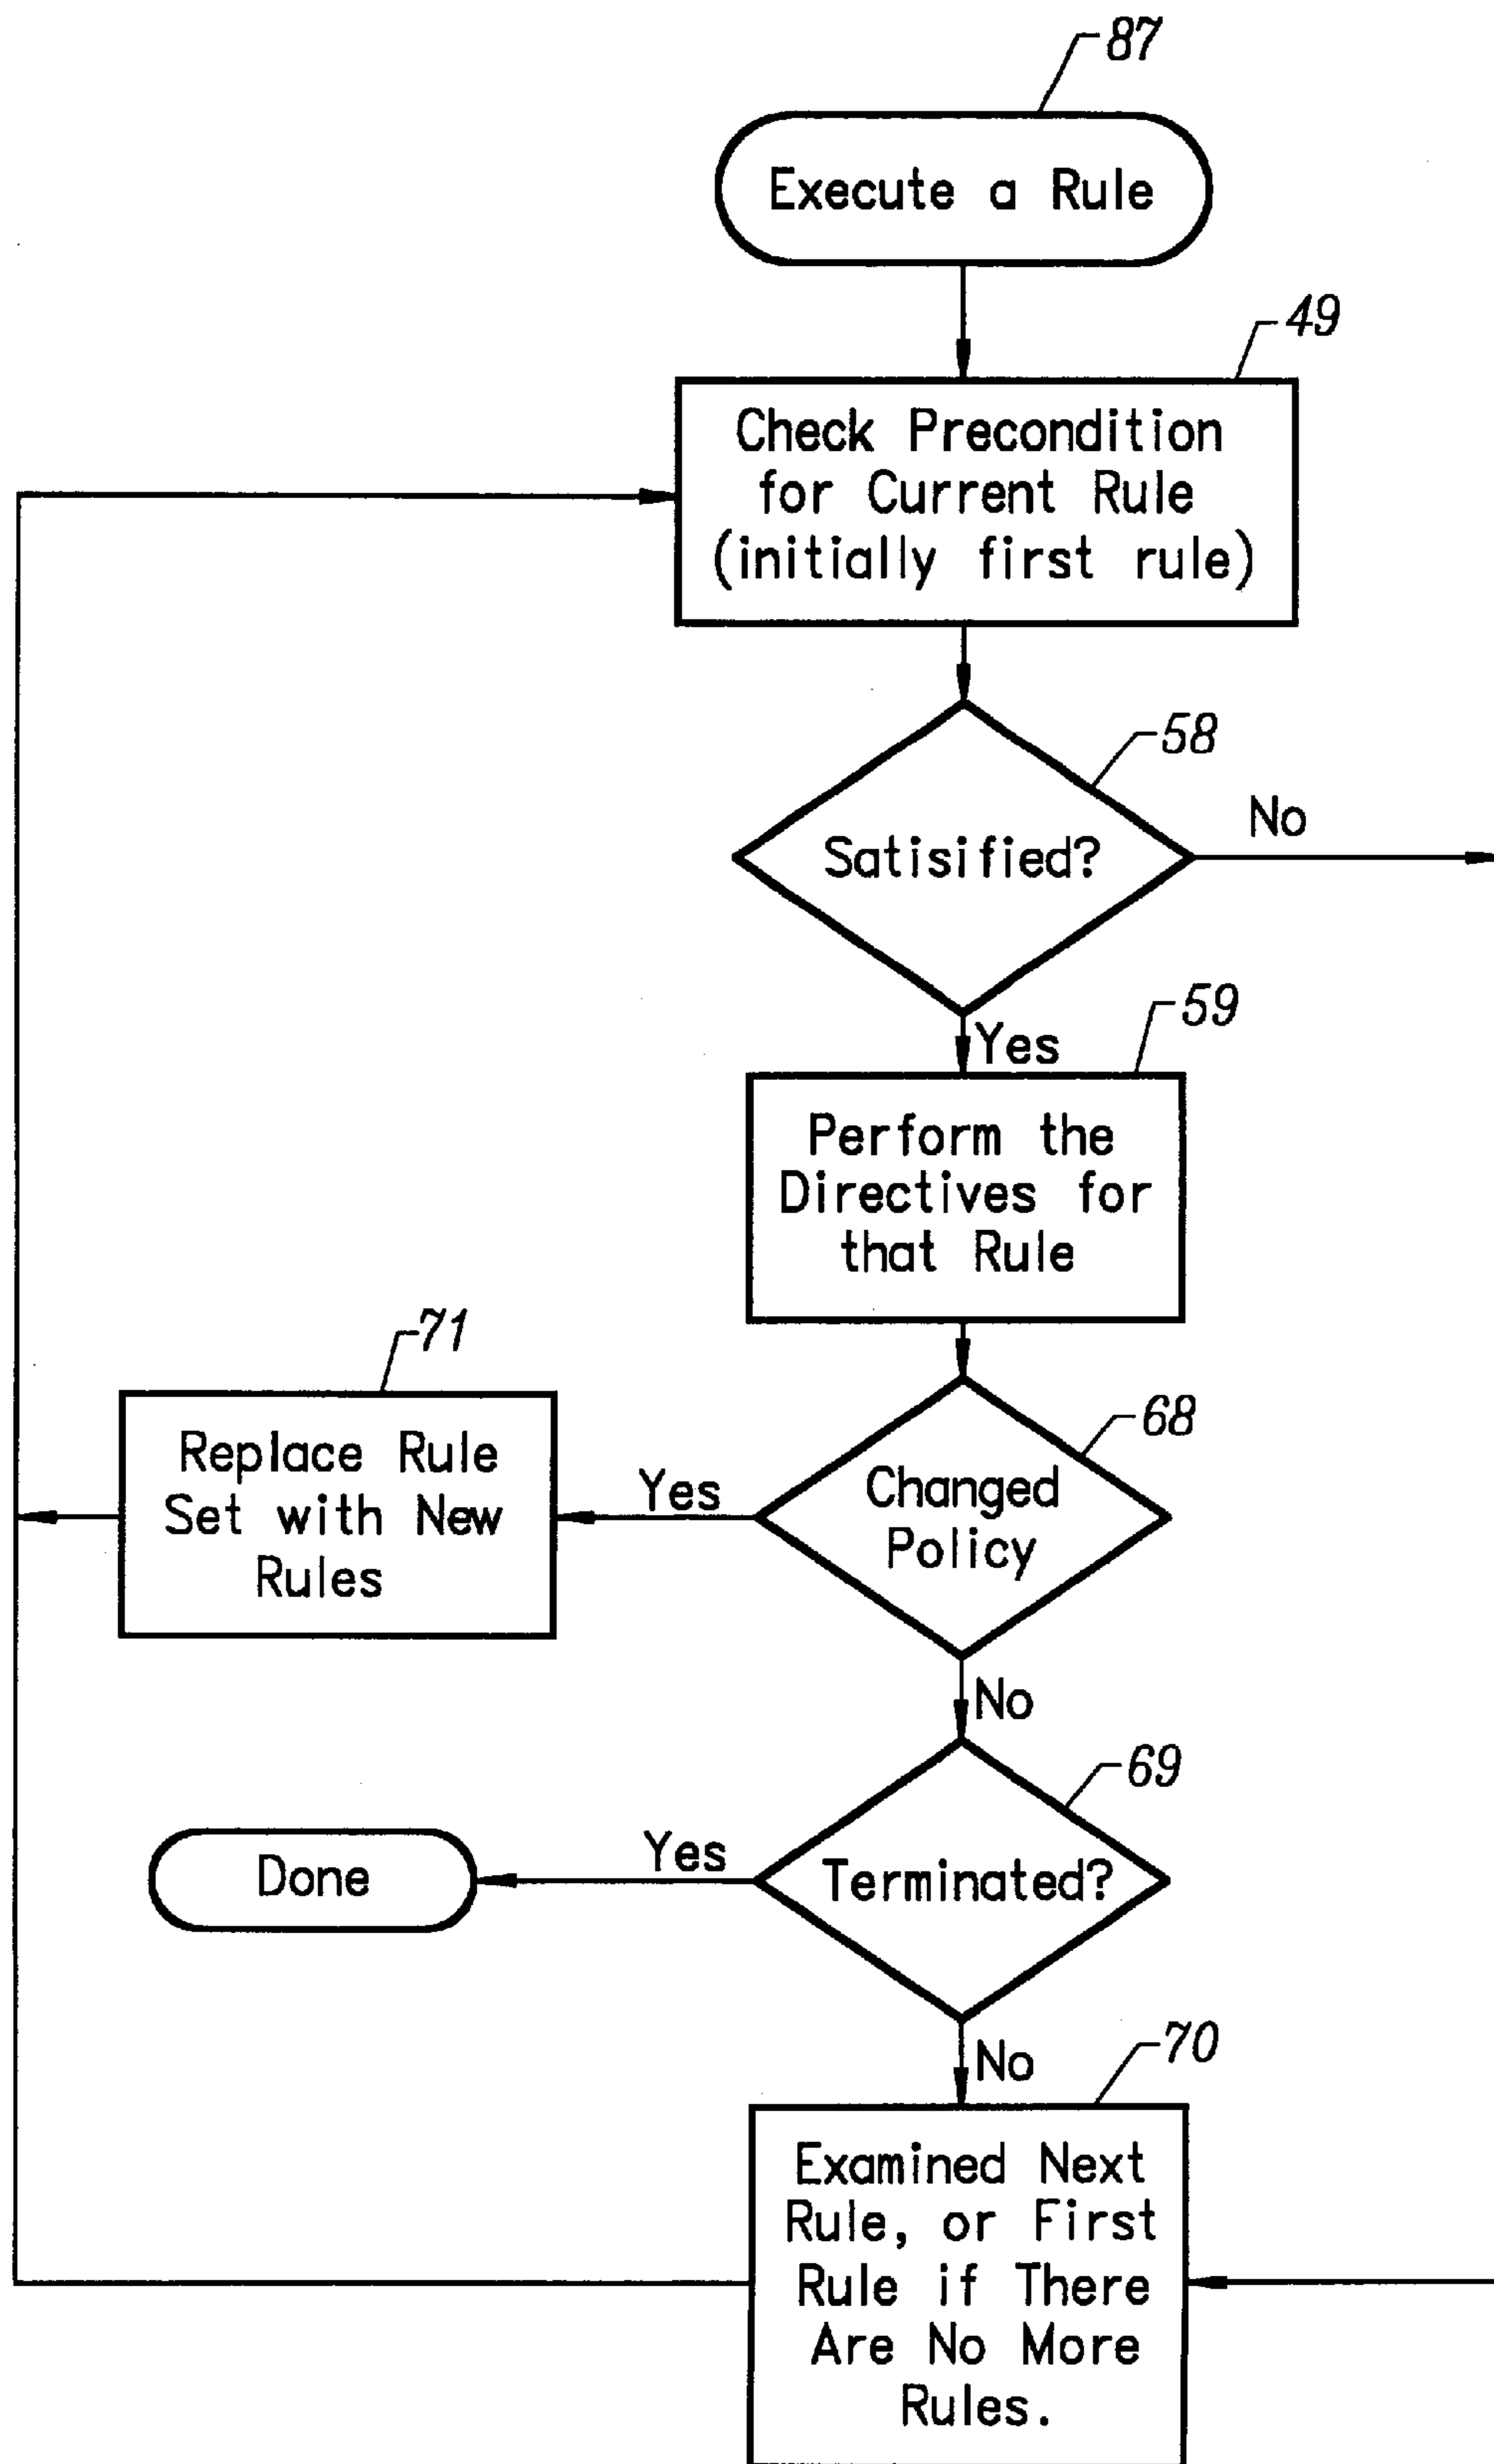 87
Execute a Rule
49
Check Precondition
for Current Rule
(initially first rule)
58
No
Satisified?
59
Yes
Perform the
Directives for
that Rule
71
68
Replace Rule
Set with New
Rules
Yes
Changed
Policy
No
69
Done
Yes
Terminated?
70
No
Examined Next
Rule, or First
Rule if There
Are No More
Rules.